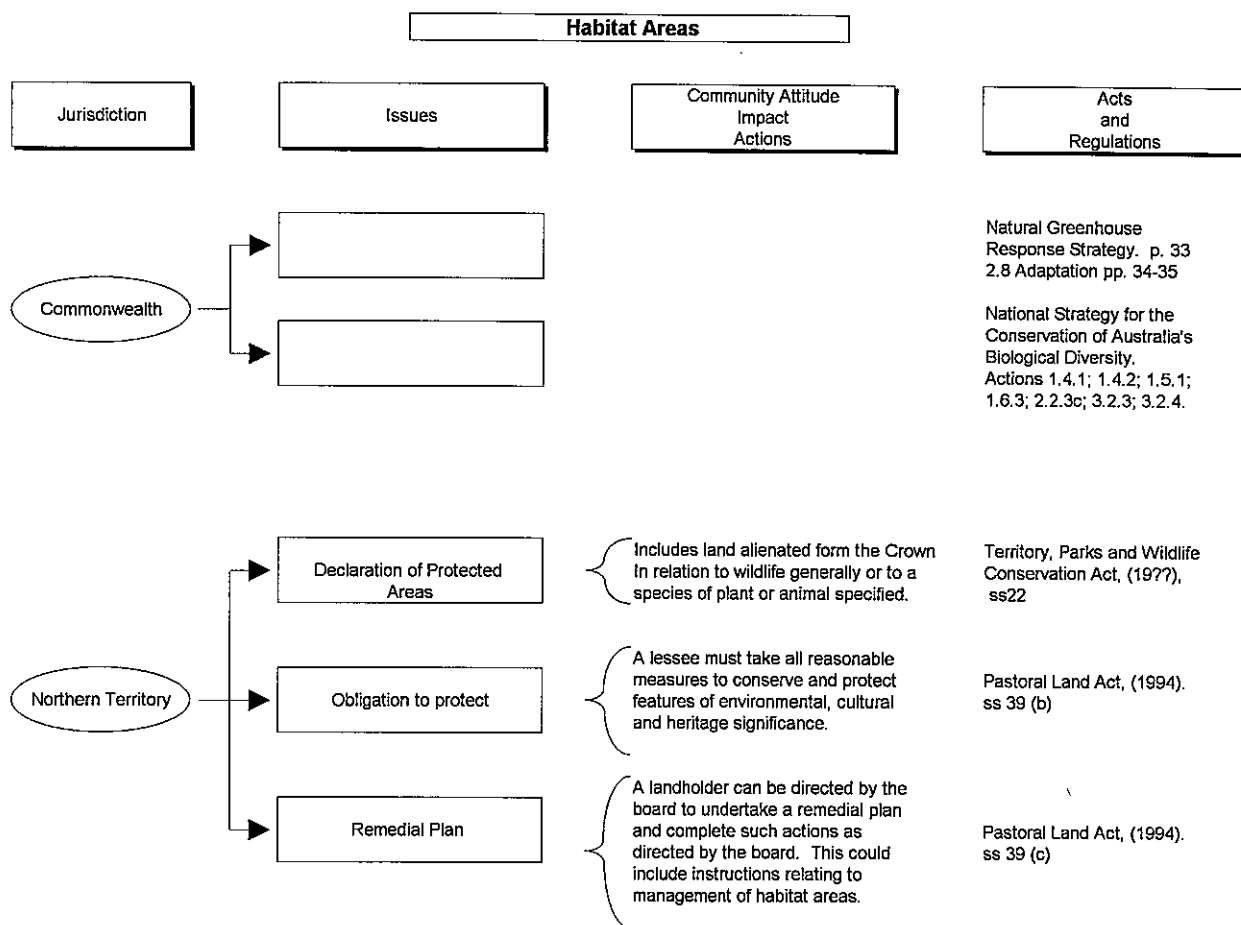 Habitat Areas
Jurisdiction
Issues
Community Attitude
Impact
Actions
Acts
and
Regulations
Commonwealth
Natural Greenhouse
Response Strategy. p. 33
2.8 Adaptation pp. 34-35
National Strategy for the
Conservation of Australia's
Biological Diversity.
Actions 1.4.1; 1.4.2; 1.5.1;
1.6.3; 2.2.3c; 3.2.3; 3.2.4.
Northern Territory
Declaration of Protected
Areas
Includes land alienated form the Crown
In relation to wildlife generally or to a
species of plant or animal specified.
Territory, Parks and Wildlife
Conservation Act, (19??),
ss22
Obligation to protect
A lessee must take all reasonable
measures to conserve and protect
features of environmental, cultural
and heritage significance.
Pastoral Land Act, (1994).
ss 39 (b)
Remedial Plan
A landholder can be directed by the
board to undertake a remedial plan
and complete such actions as
directed by the board. This could
include instructions relating to
management of habitat areas.
Pastoral Land Act, (1994).
ss 39 (c)